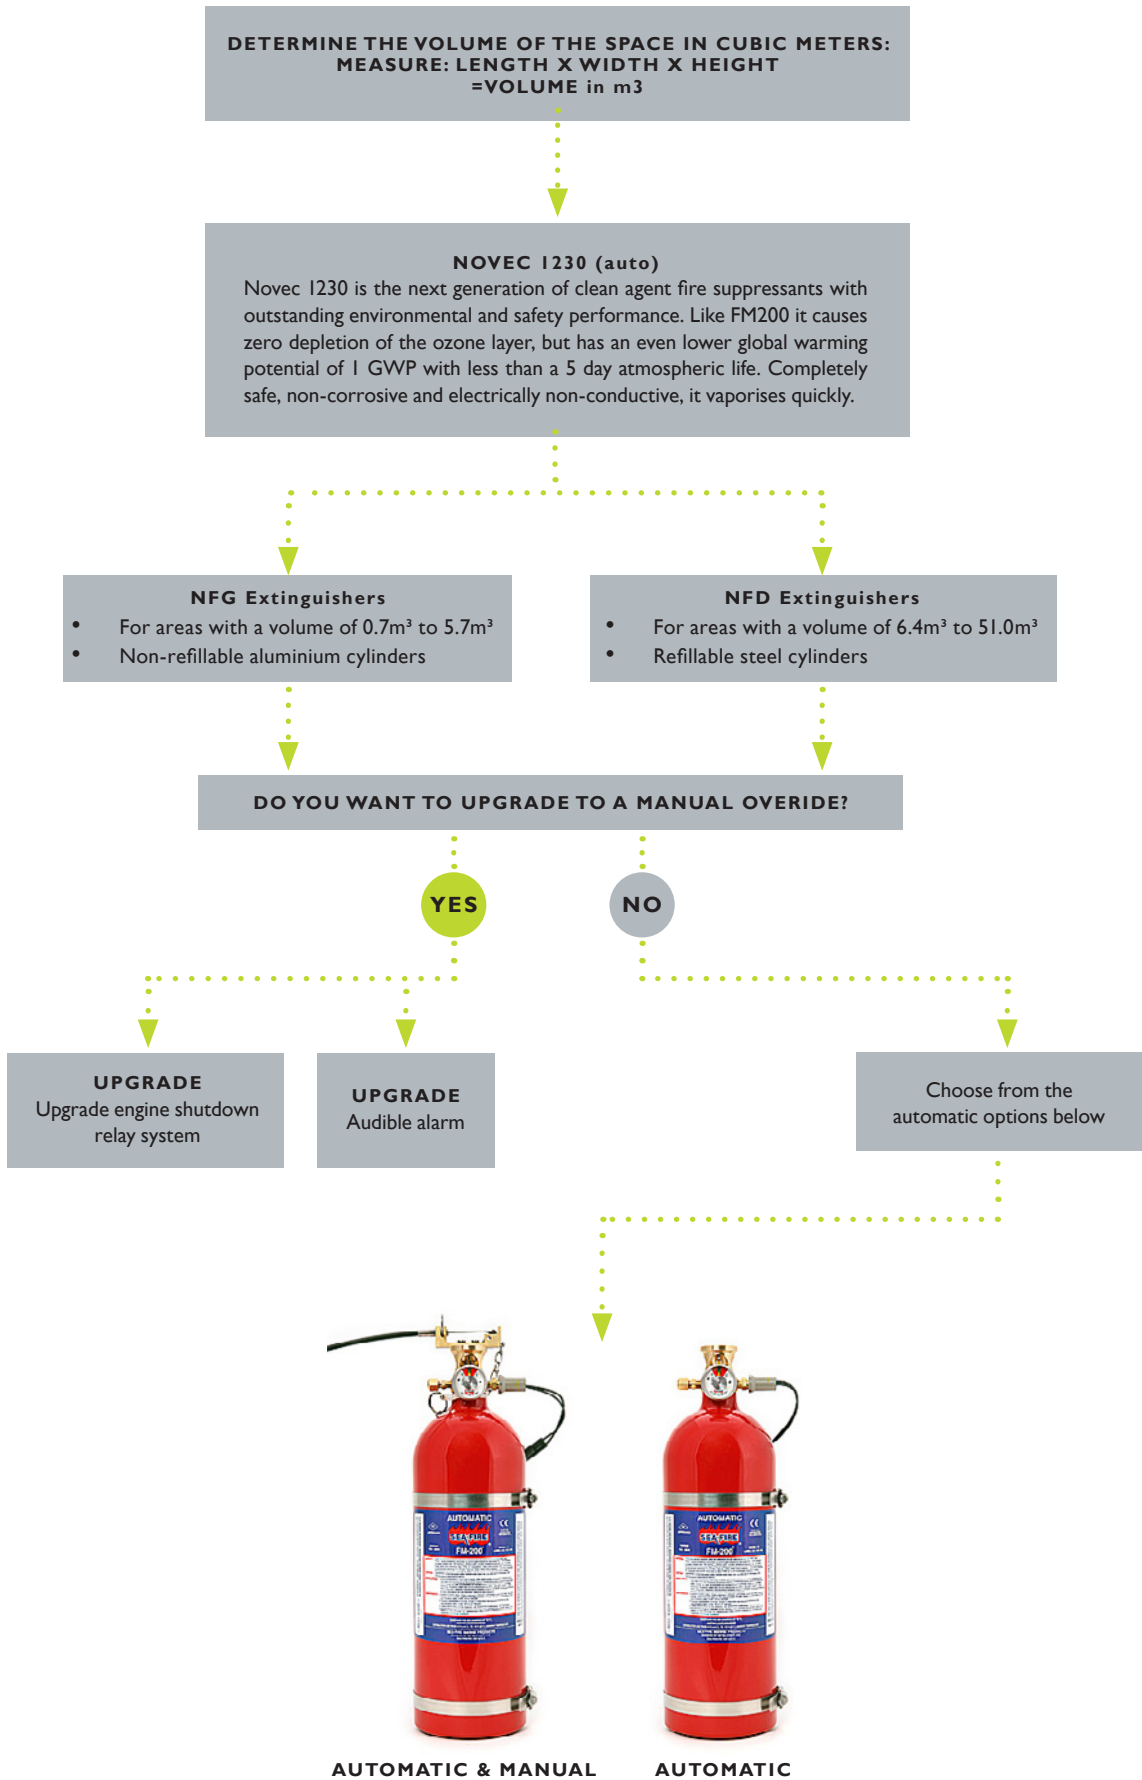 DETERMINE THE VOLUME OF THE SPACE IN CUBIC METERS:
MEASURE: LENGTH X WIDTH X HEIGHT
=VOLUME in m3
NOVEC 1230 (auto)
Novec 1230 is the next generation of clean agent fire suppressants with
outstanding environmental and safety performance. Like FM200 it causes
zero depletion of the ozone layer, but has an even lower global warming
potential of 1 GWP with less than a 5 day atmospheric life. Completely
safe, non-corrosive and electrically non-conductive, it vaporises quickly.
NFG Extinguishers
• For areas with a volume of 0.7m³ to 5.7m³
• Non-refillable aluminium cylinders
NFD Extinguishers
• For areas with a volume of 6.4m³ to 51.0m³
• Refillable steel cylinders
DO YOU WANT TO UPGRADE TO A MANUAL OVERIDE?
YES
NO
UPGRADE
Upgrade engine shutdown
relay system
UPGRADE
Audible alarm
Choose from the
automatic options below
AUTOMATIC
SEA-FIRE
FM-200
AUTOMATIC
SEA-FIRE
FM-200
AUTOMATIC & MANUAL
AUTOMATIC